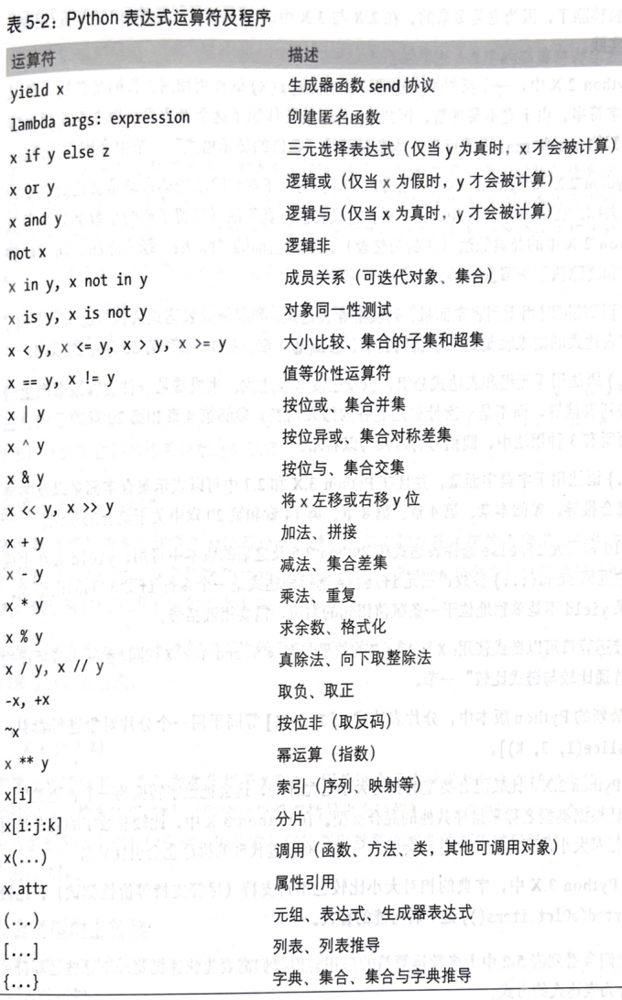 表 5-2: Python 表达式运算符及程序
运算符 描述
yield x 生成器函数 send 协议
lambda args: expression 创建匿名函数
x if y else z 三元选择表达式（仅当 y 为真时，x 才会被计算）
x or y 逻辑或（仅当 x 为假时，y 才会被计算）
x and y 逻辑与（仅当 x 为真时，y 才会被计算）
not x 逻辑非
x in y, x not in y 成员关系（可迭代对象、集合）
x is y, x is not y 对象同一性测试
x < y, x <= y, x > y, x >= y 大小比较、集合的子集和超集
x == y, x != y 值等价性运算符
x | y 按位或、集合并集
x ^ y 按位异或、集合对称差集
x & y 按位与、集合交集
x << y, x >> y 将 x 左移或右移 y 位
x + y 加法、拼接
x - y 减法、集合差集
x * y 乘法、重复
x % y 求余数、格式化
x / y, x // y 真除法、向下取整除法
-x, +x 取负、取正
~x 按位非（取反码）
x ** y 幂运算（指数）
x[i] 索引（序列、映射等）
x[i:j:k] 分片
x(...) 调用（函数、方法、类，其他可调用对象）
x.attr 属性引用
(...) 元组、表达式、生成器表达式
[...] 列表、列表推导
{...} 字典、集合、集合与字典推导